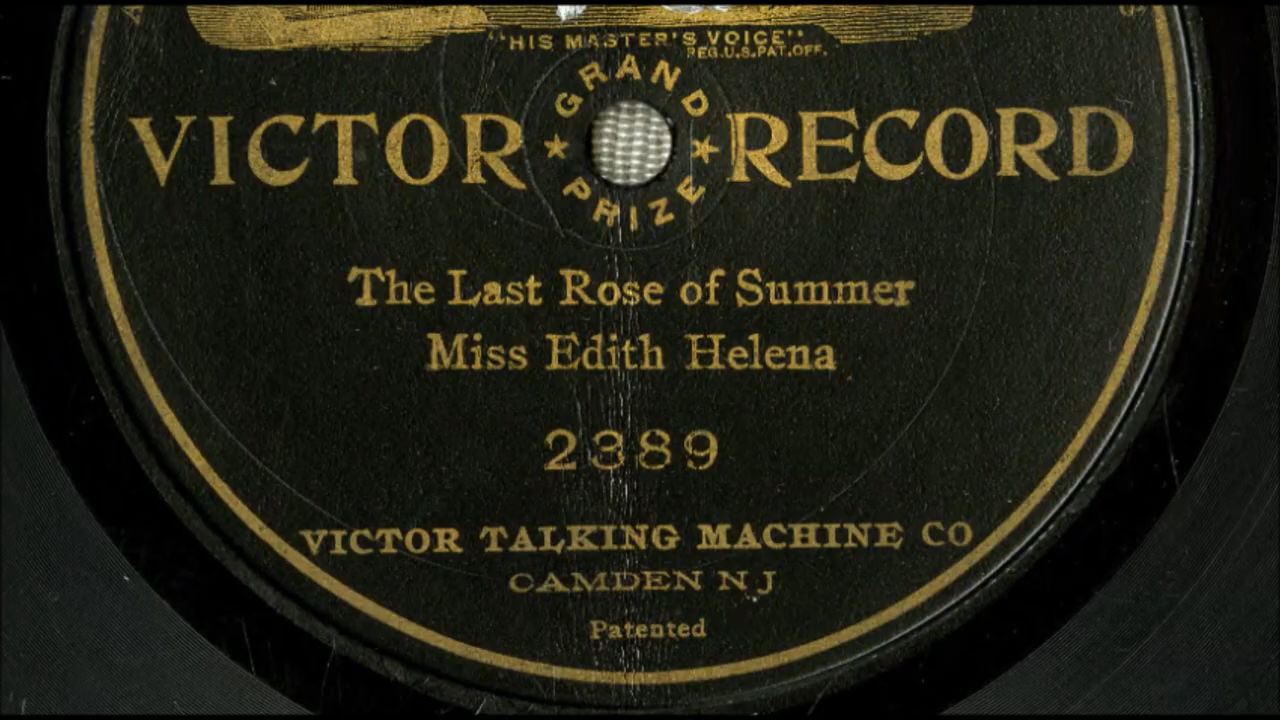 "HIS MASTER'S VOICE"
REG.U.S.PAT.OFF.
GRAND
VICTOR RECORD
PRIZE
The Last Rose of Summer
Miss Edith Helena
2389
VICTOR TALKING MACHINE CO
CAMDEN N J
Patented